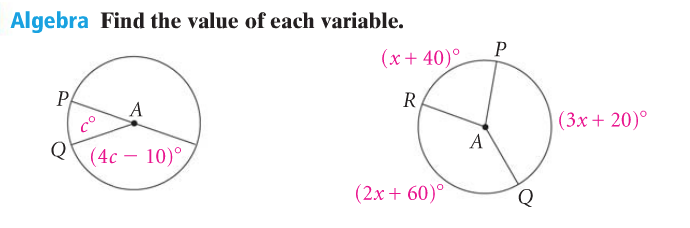 Algebra Find the value of each variable.
P
A
c°
Q
(4c – 10)°
(x + 40)°
P
R
(3x + 20)°
A
(2x + 60)°
Q